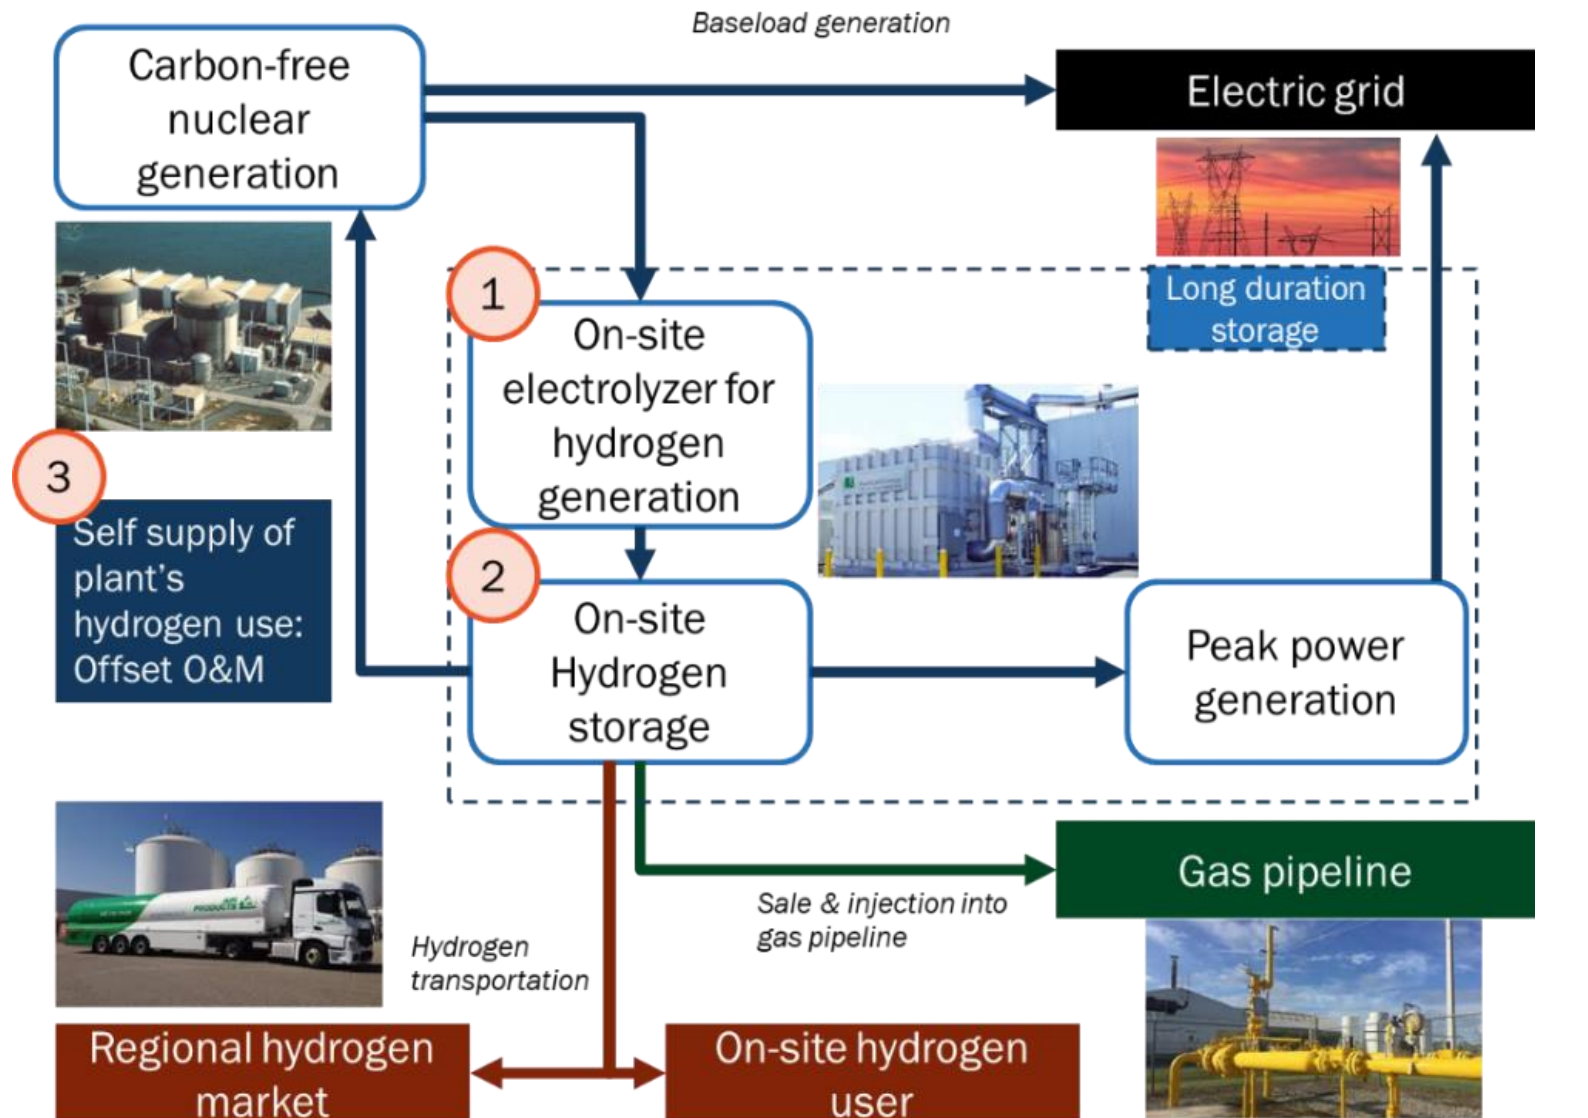 Baseload generation
Carbon-free
nuclear
generation
Electric grid
1
Long duration
storage
On-site
electrolyzer for
hydrogen
generation
3
Self supply of
plant's
hydrogen use:
Offset O&M
2
On-site
Hydrogen
storage
Peak power
generation
Gas pipeline
Sale & injection into
gas pipeline
Hydrogen
transportation
PRODUCTS
Regional hydrogen
market
On-site hydrogen
user